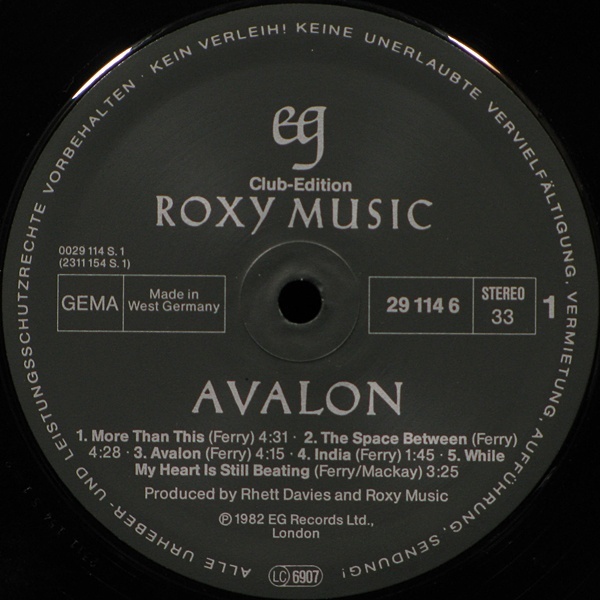 ALLE URHEBER- UND LEISTUNGSSCHUTZRECHTE VORBEHALTEN · KEIN VERLEIH! KEINE UNERLAUBTE VERVIELFÄLTIGUNG, VERMIETUNG, AUFFÜHRUNG, SENDUNG!
eg
Club-Edition
ROXY MUSIC
0029 114 S. 1
(2311 154 S. 1)
GEMA
Made in
West Germany
29 114 6
STEREO
33
1
AVALON
1. More Than This (Ferry) 4:31 · 2. The Space Between (Ferry)
4:28 · 3. Avalon (Ferry) 4:15 · 4. India (Ferry) 1:45 · 5. While
My Heart Is Still Beating (Ferry/Mackay) 3:25
Produced by Rhett Davies and Roxy Music
℗ 1982 EG Records Ltd.,
London
LC 6907